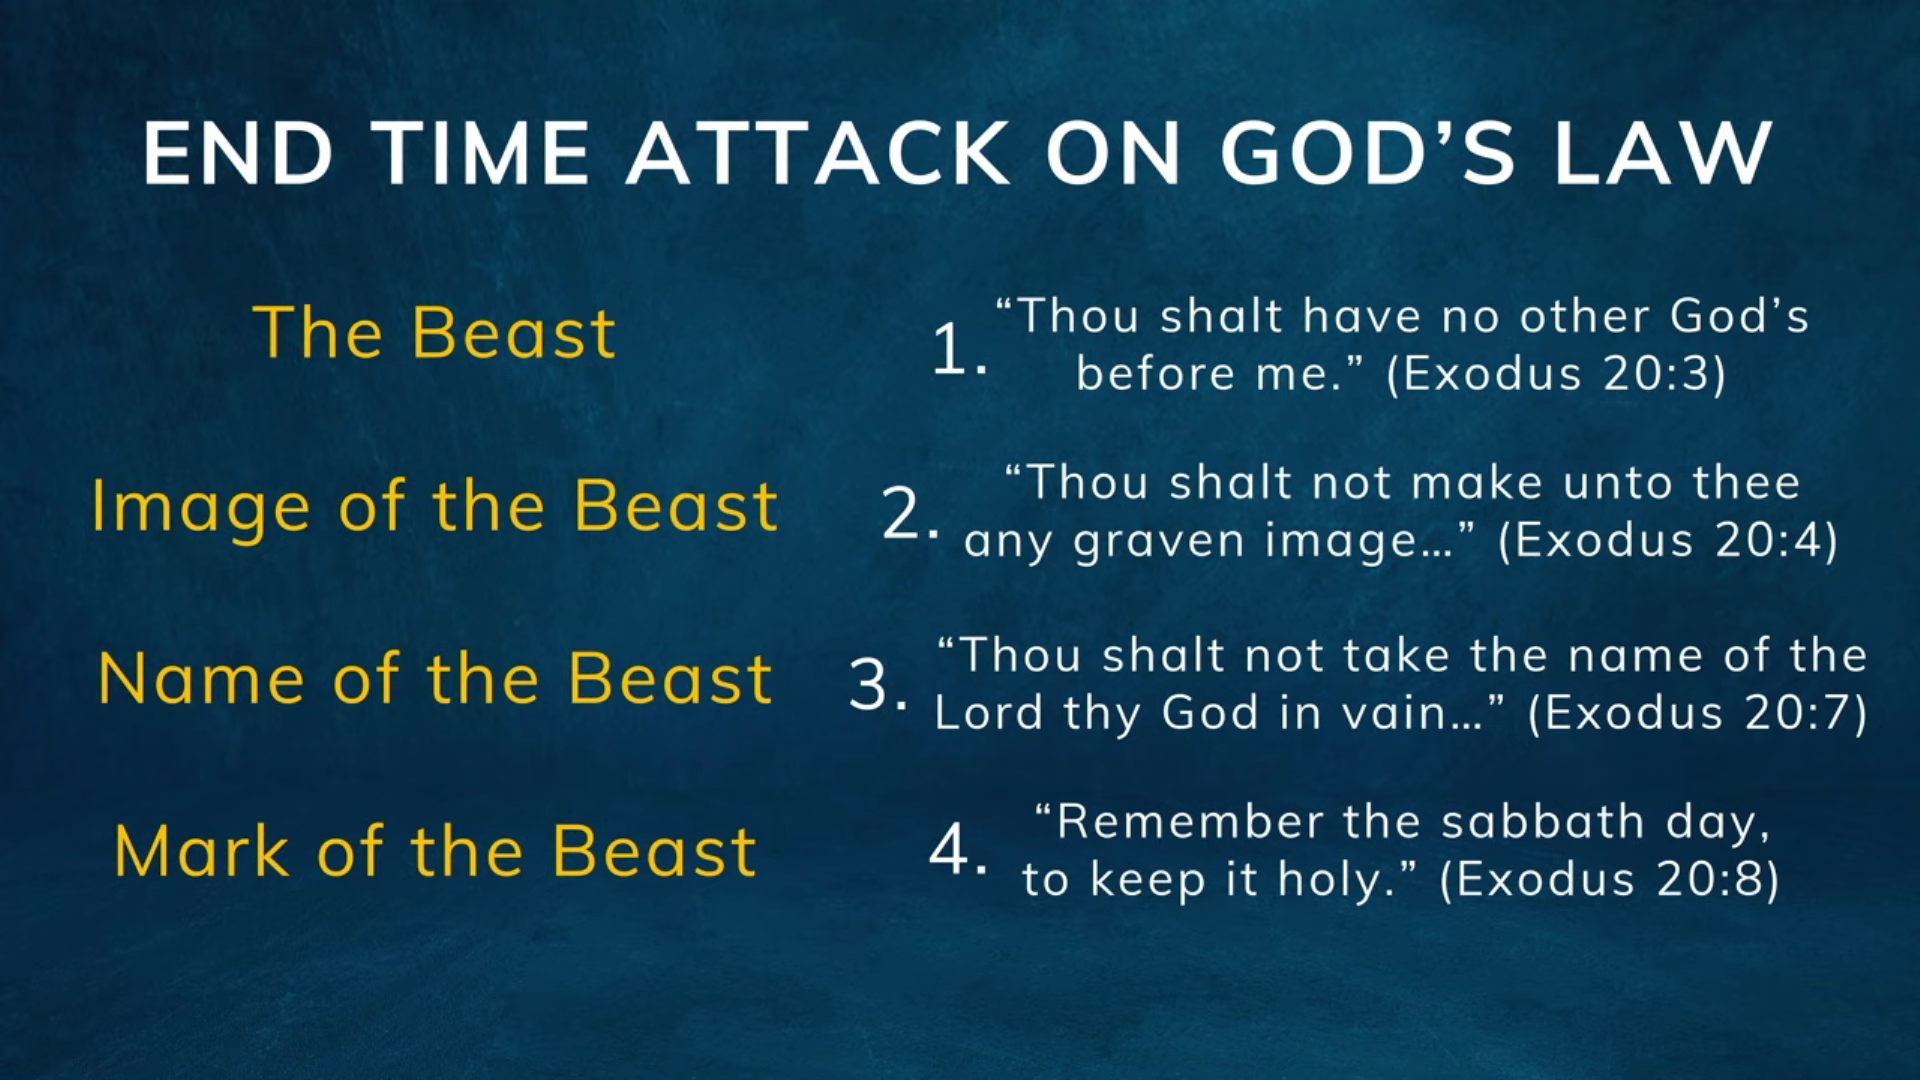 END TIME ATTACK ON GOD’S LAW
The Beast
1. “Thou shalt have no other God’s
before me.” (Exodus 20:3)
Image of the Beast
2. “Thou shalt not make unto thee
any graven image...” (Exodus 20:4)
Name of the Beast
3. “Thou shalt not take the name of the
Lord thy God in vain...” (Exodus 20:7)
Mark of the Beast
4. “Remember the sabbath day,
to keep it holy.” (Exodus 20:8)